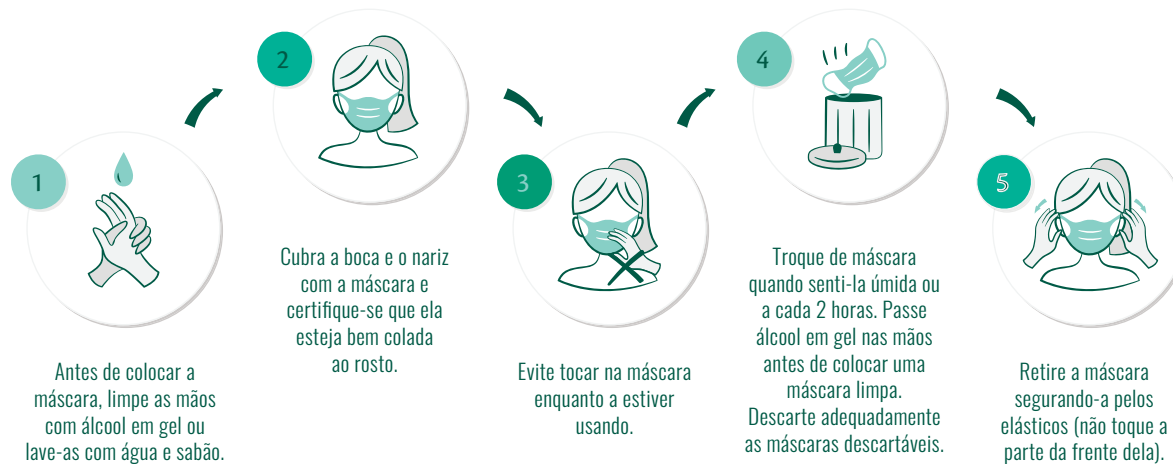 1
Antes de colocar a
máscara, limpe as mãos
com álcool em gel ou
lave-as com água e sabão.
2
Cubra a boca e o nariz
com a máscara e
certifique-se que ela
esteja bem colada
ao rosto.
3
Evite tocar na máscara
enquanto a estiver
usando.
4
Troque de máscara
quando senti-la úmida ou
a cada 2 horas. Passe
álcool em gel nas mãos
antes de colocar uma
máscara limpa.
Descarte adequadamente
as máscaras descartáveis.
5
Retire a máscara
segurando-a pelos
elásticos (não toque a
parte da frente dela).